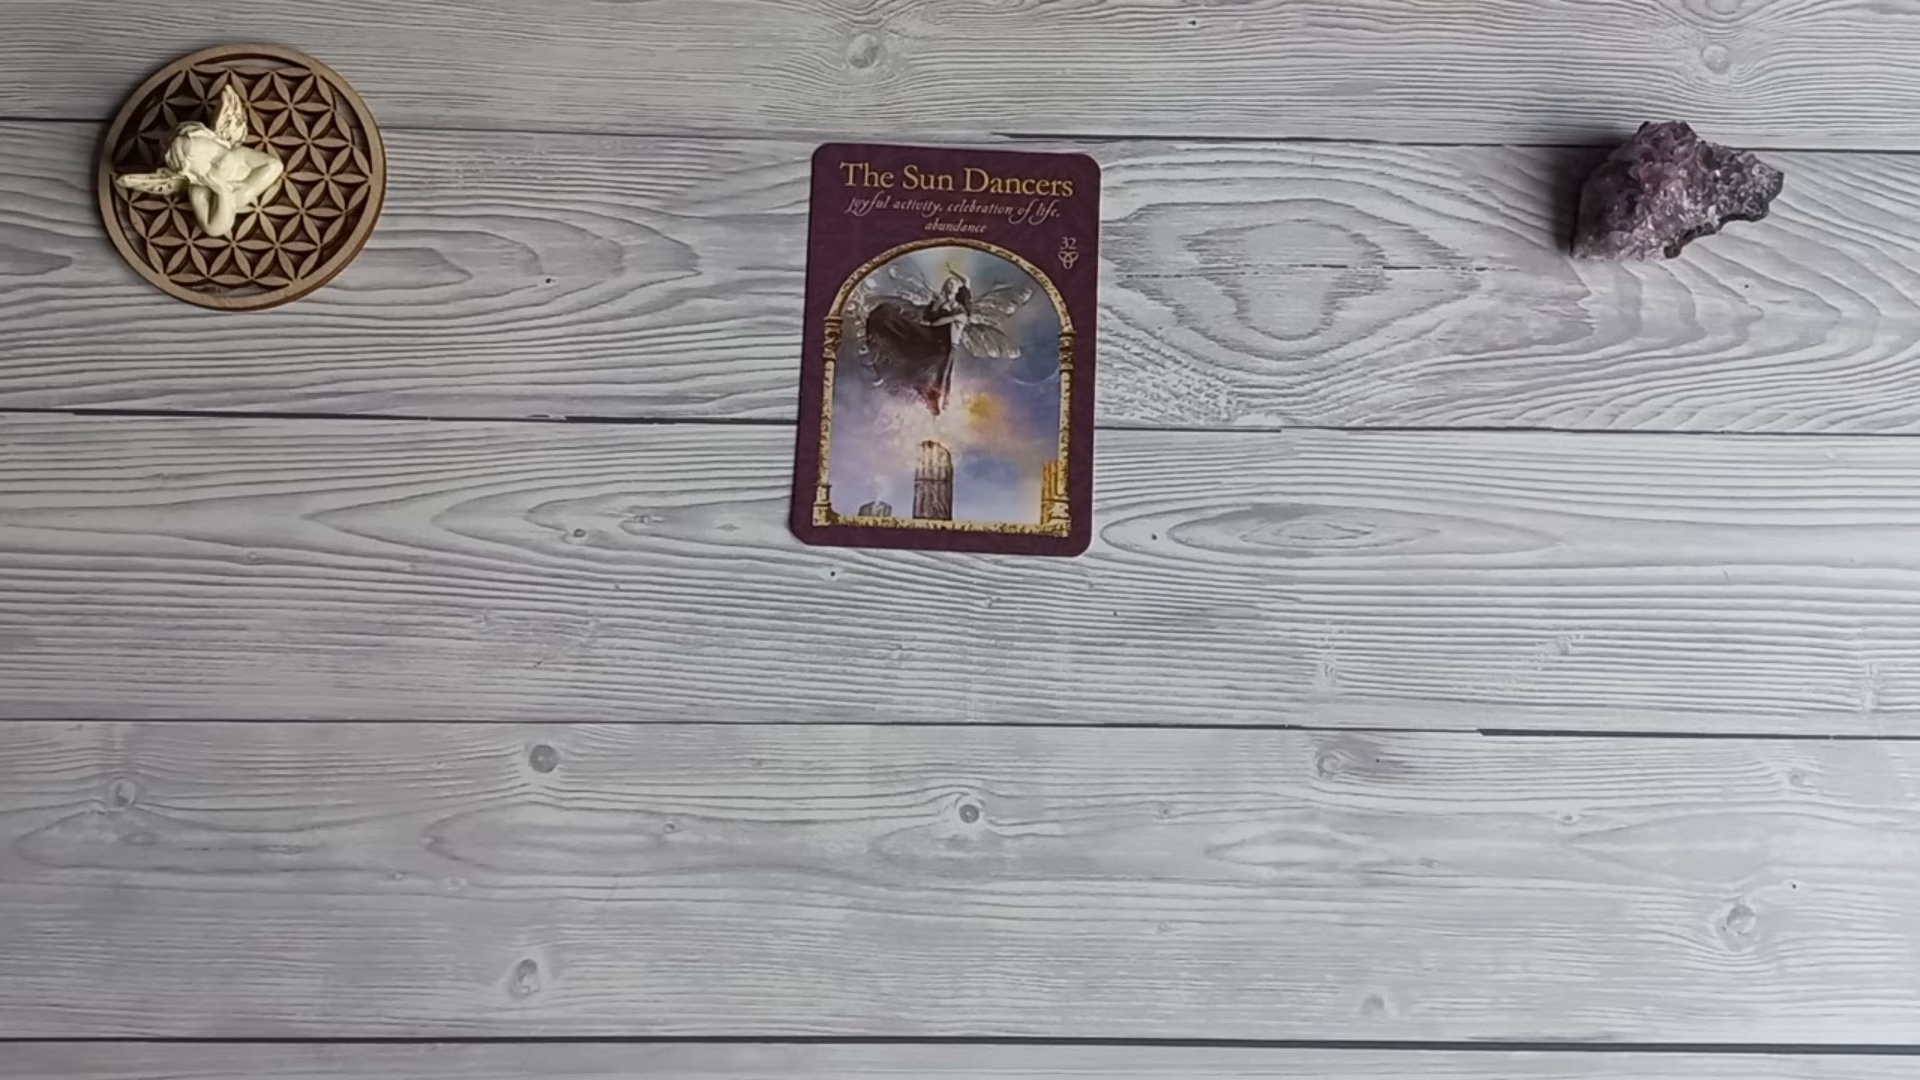 The Sun Dancers
joyful activity, celebration of life,
abundance
32